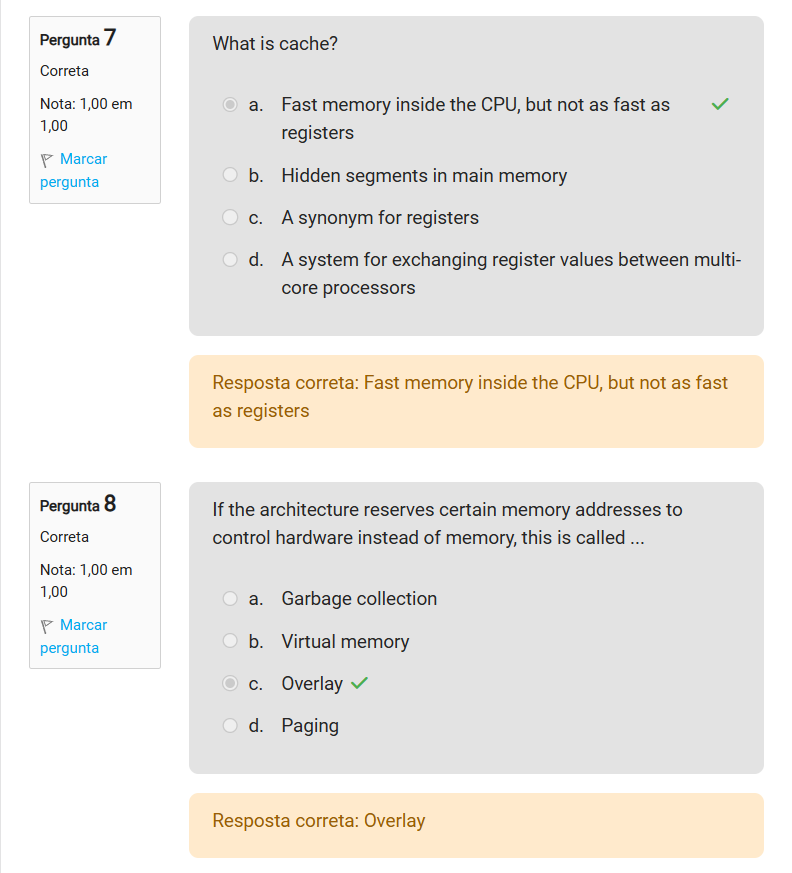 Pergunta 7
Correta
Nota: 1,00 em
1,00
Marcar
pergunta
What is cache?
a. Fast memory inside the CPU, but not as fast as
registers
b. Hidden segments in main memory
c. A synonym for registers
d. A system for exchanging register values between multi-
core processors
Resposta correta: Fast memory inside the CPU, but not as fast
as registers
Pergunta 8
Correta
Nota: 1,00 em
1,00
Marcar
pergunta
If the architecture reserves certain memory addresses to
control hardware instead of memory, this is called ...
a. Garbage collection
b. Virtual memory
c. Overlay
d. Paging
Resposta correta: Overlay